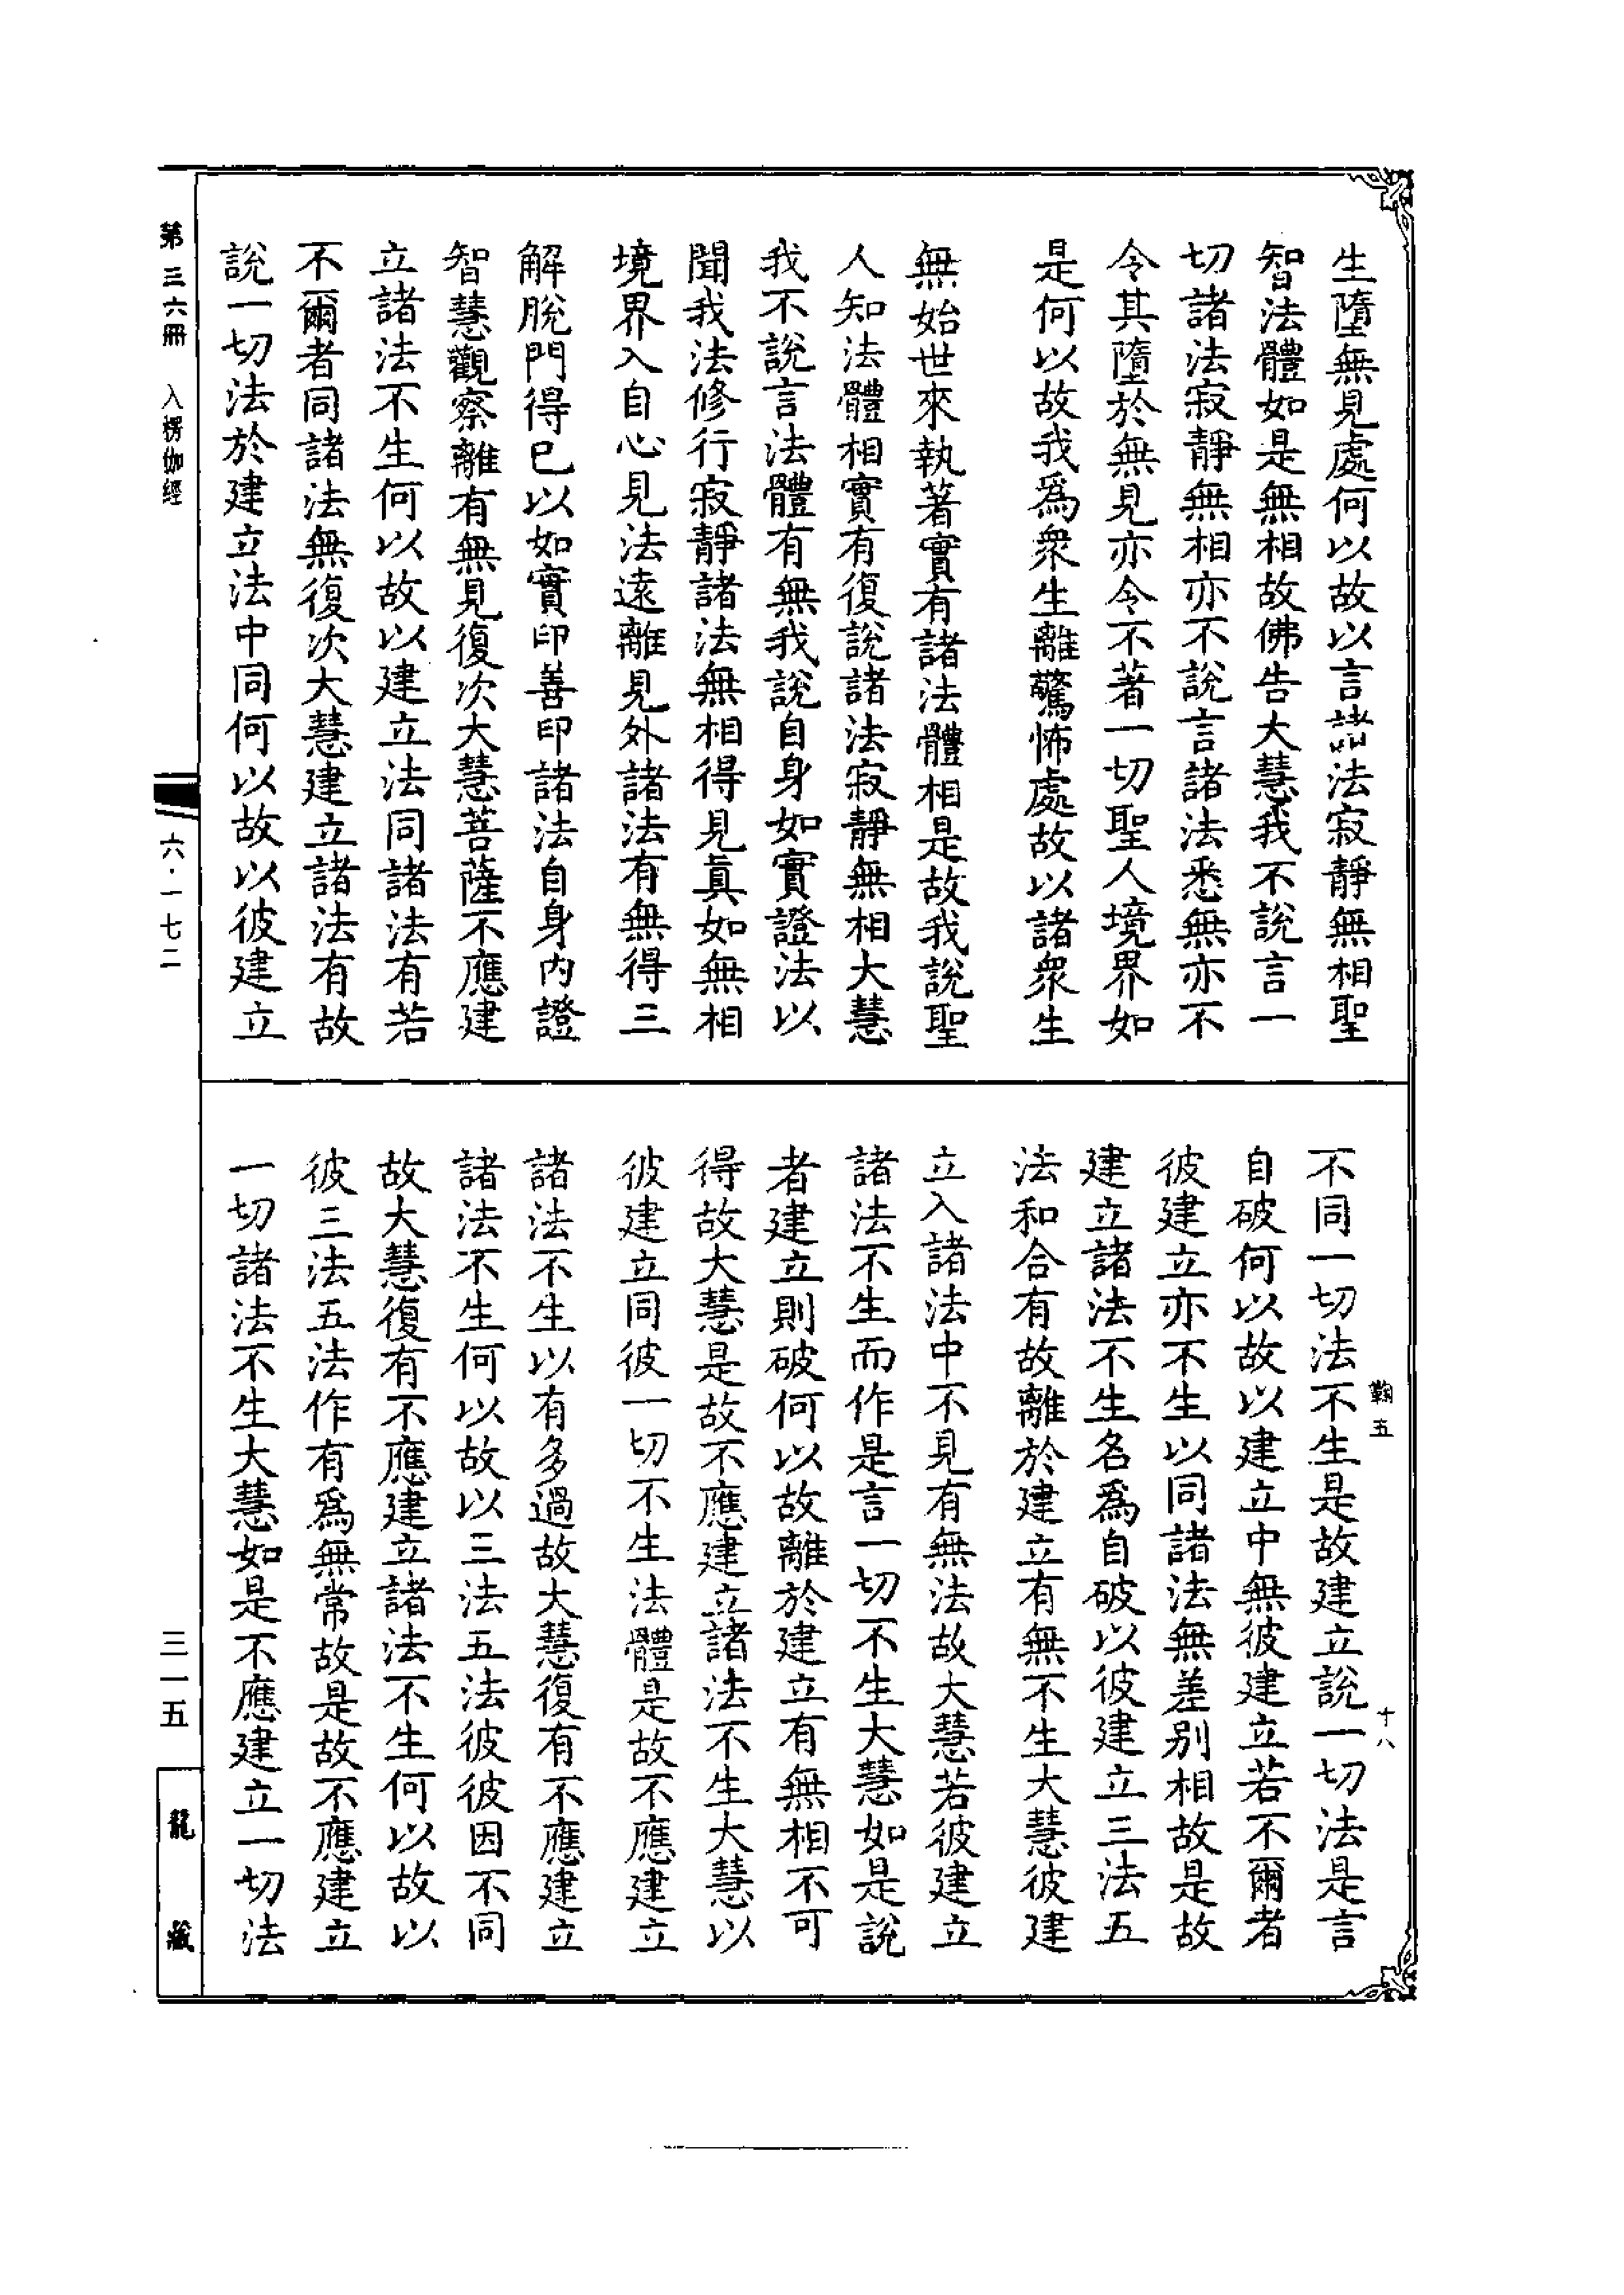 生墮無見處何以故以言諸法寂靜無相聖
智法體如是無相故佛告大慧我不說言一
切諸法寂靜無相亦不說言諸法悉無亦不
令其墮於無見亦令不著一切聖人境界如
是何以故我爲衆生離驚怖處故以諸衆生
無始世來執著實有諸法體相是故我說聖
人知法體相實有復說諸法寂靜無相大慧
我不說言法體有無我說自身如實證法以
聞我法修行寂靜諸法無相得見真如無相
境界入自心見法遠離見外諸法有無得三
解脫門得已以如實印善印諸法自身內證
智慧觀察離有無見復次大慧菩薩不應建
立諸法不生何以故以建立法同諸法有若
不爾者同諸法無復次大慧建立諸法有故
說一切法於建立法中同何以故以彼建立
不同一切法不生是故建立說一切法是言
自破何以故以建立中無彼建立若不爾者
彼建立亦不生以同諸法無差别相故是故
建立諸法不生名爲自破以彼建立三法五
法和合有故離於建立有無不生大慧彼建
立入諸法中不見有無法故大慧若彼建立
諸法不生而作是言一切不生大慧如是說
者建立則破何以故離於建立有無相不可
得故大慧是故不應建立諸法不生大慧以
彼建立同彼一切不生法體是故不應建立
諸法不生以有多過故大慧復有不應建立
諸法不生何以故以三法五法彼彼因不同
故大慧復有不應建立諸法不生何以故以
彼三法五法作有爲無常故是故不應建立
一切諸法不生大慧如是不應建立一切法
鞠五
十八
第三六冊 入楞伽經
六·一七二
三一五
龍藏